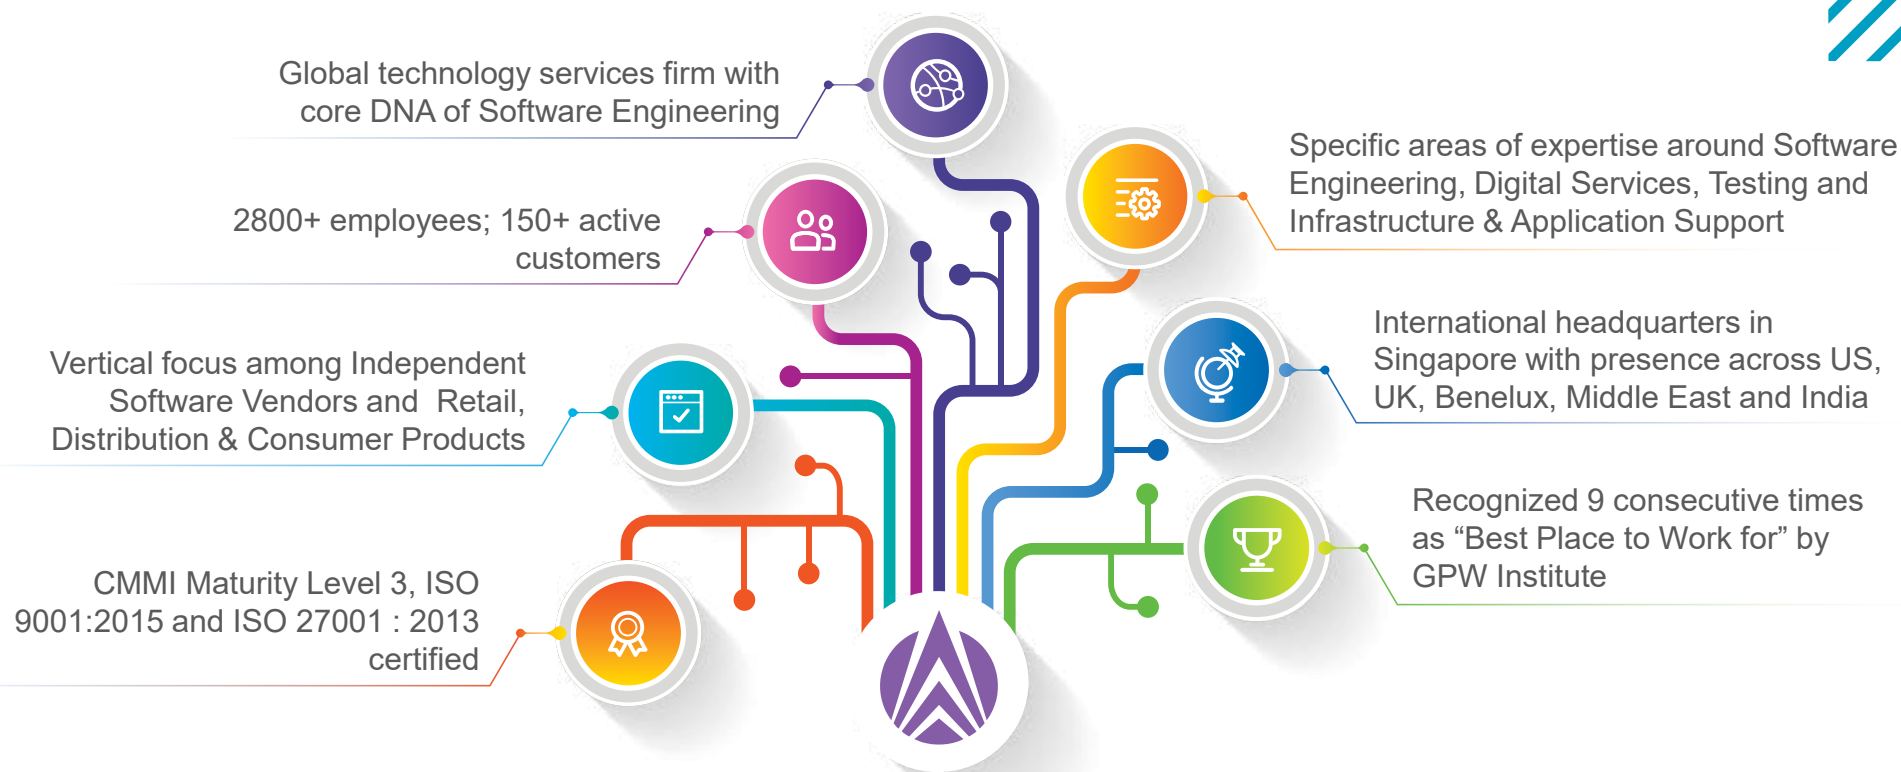 Global technology services firm with
core DNA of Software Engineering
2800+ employees; 150+ active
customers
Vertical focus among Independent
Software Vendors and  Retail,
Distribution & Consumer Products
CMMI Maturity Level 3, ISO
9001:2015 and ISO 27001 : 2013
certified
Specific areas of expertise around Software
Engineering, Digital Services, Testing and
Infrastructure & Application Support
International headquarters in
Singapore with presence across US,
UK, Benelux, Middle East and India
Recognized 9 consecutive times
as “Best Place to Work for” by
GPW Institute